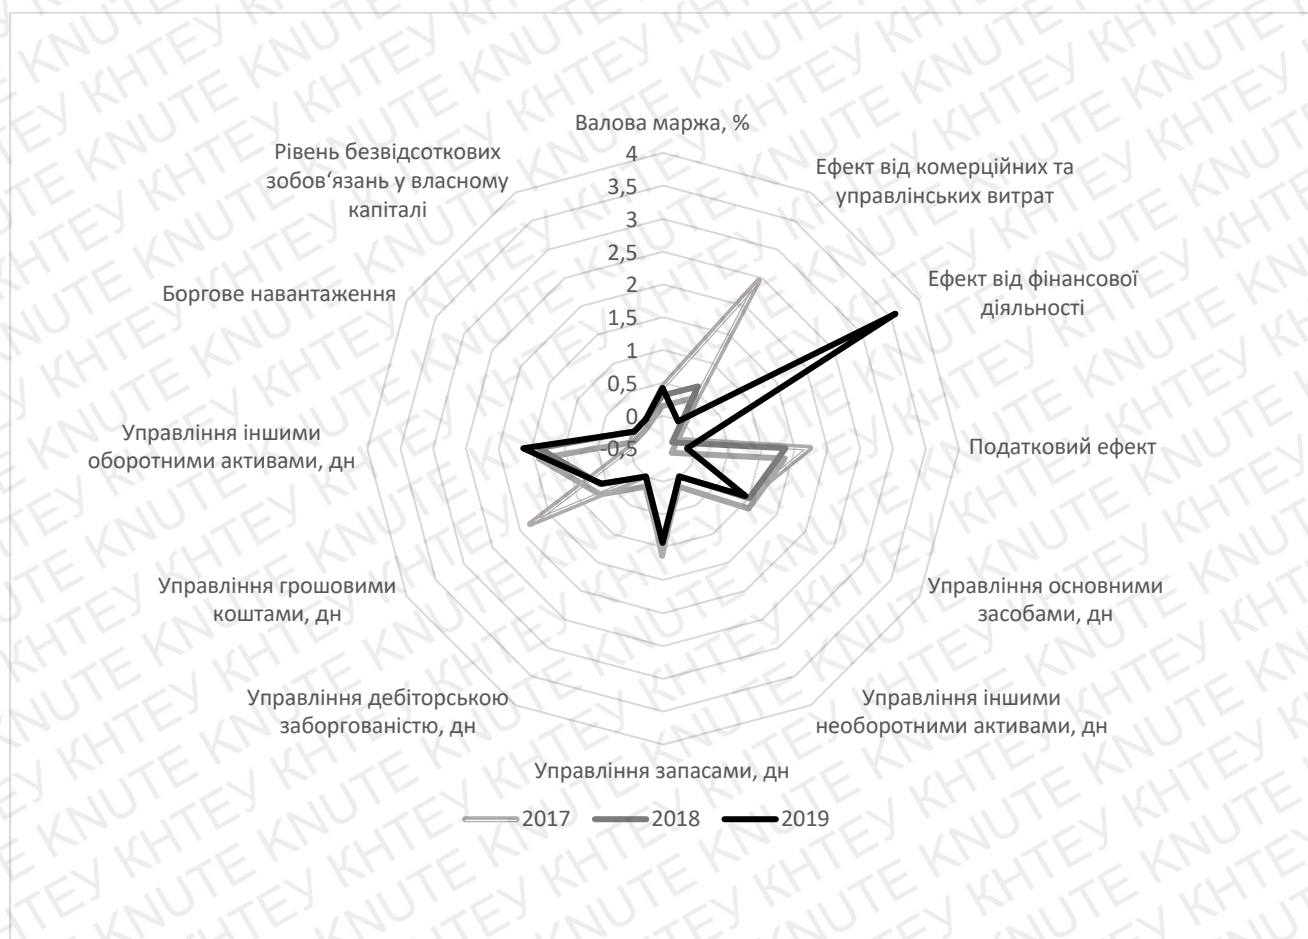 Валова маржа, %
Ефект від комерційних та
управлінських витрат
Ефект від фінансової
діяльності
Податковий ефект
Управління основними
засобами, дн
Управління іншими
необоротними активами, дн
Управління запасами, дн
Управління дебіторською
заборгованістю, дн
Управління грошовими
коштами, дн
Управління іншими
оборотними активами, дн
Боргове навантаження
Рівень безвідсоткових
зобов‘язань у власному
капіталі
4
3,5
3
2,5
2
1,5
1
0,5
0
-0,5
2017
2018
2019
KNUTE КНТЕУ